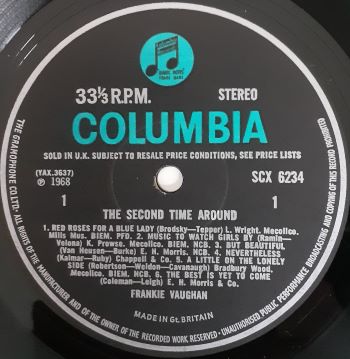 MAGIC NOTES
TRADE MARK
33⅓ R.P.M.
STEREO
COLUMBIA
SOLD IN U.K. SUBJECT TO RESALE PRICE CONDITIONS, SEE PRICE LISTS
(YAX.3637)
℗ 1968
SCX 6234
1
1
THE SECOND TIME AROUND
1. RED ROSES FOR A BLUE LADY (Brodsky—Tepper) L. Wright. Mecolico.
Mills Mus. BIEM. PFD. 2. MUSIC TO WATCH GIRLS BY (Ramin—
Velona) K. Prowse. Mecolico. BIEM. NCB. 3. BUT BEAUTIFUL
(Van Heusen—Burke) E. H. Morris. NCB. 4. NEVERTHELESS
(Kalmar—Ruby) Chappell & Co. 5. A LITTLE ON THE LONELY
SIDE (Robertson—Weldon—Cavanaugh) Bradbury Wood.
Mecolico. BIEM. NCB. 6. THE BEST IS YET TO COME
(Coleman—Leigh) E. H. Morris & Co.
FRANKIE VAUGHAN
MADE IN Gt. BRITAIN
THE GRAMOPHONE CO. LTD. ALL RIGHTS OF THE MANUFACTURER AND OF THE OWNER OF THE RECORDED WORK RESERVED · UNAUTHORISED PUBLIC PERFORMANCE BROADCASTING AND COPYING OF THIS RECORD PROHIBITED